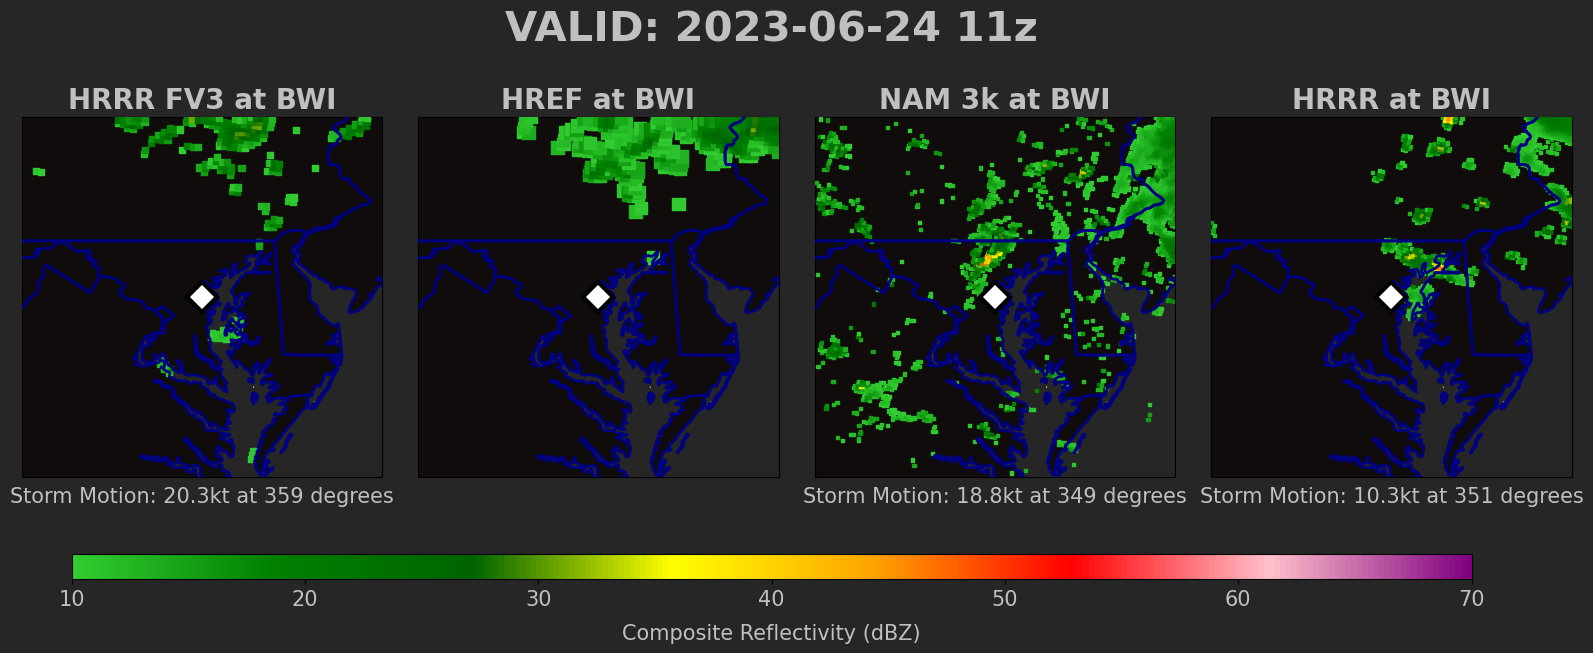 VALID: 2023-06-24 11z
HRRR FV3 at BWI
HREF at BWI
NAM 3k at BWI
HRRR at BWI
Storm Motion: 20.3kt at 359 degrees
Storm Motion: 18.8kt at 349 degrees
Storm Motion: 10.3kt at 351 degrees
10 20 30 40 50 60 70
Composite Reflectivity (dBZ)